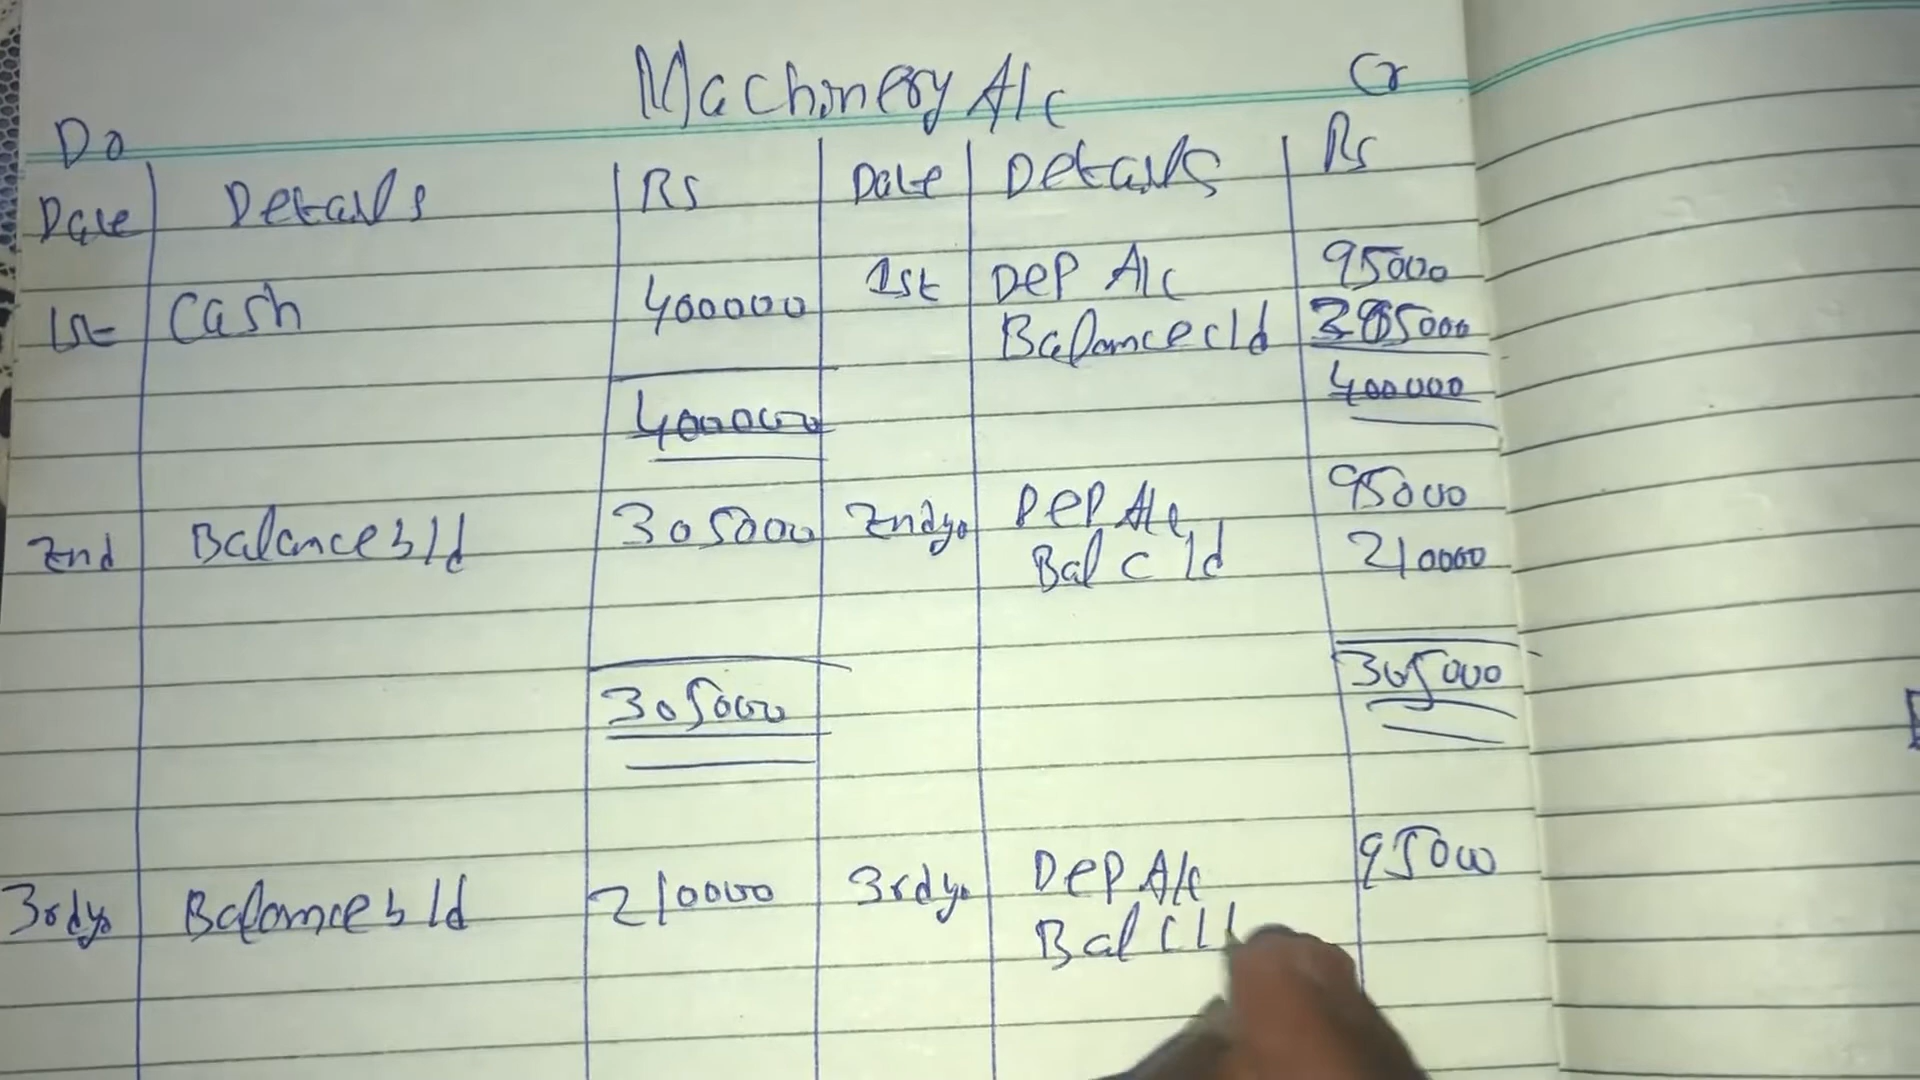 Machinery A/c
Dr Cr
Date Details Rs Date Details Rs
1st Cash 400000 1st Dep A/c 95000
Balance c/d 305000
400000 400000
2nd Balance b/d 305000 2nd yr Dep A/c 95000
Bal c/d 210000
305000 305000
3rd yr Balance b/d 210000 3rd yr Dep A/c 95000
Bal c/